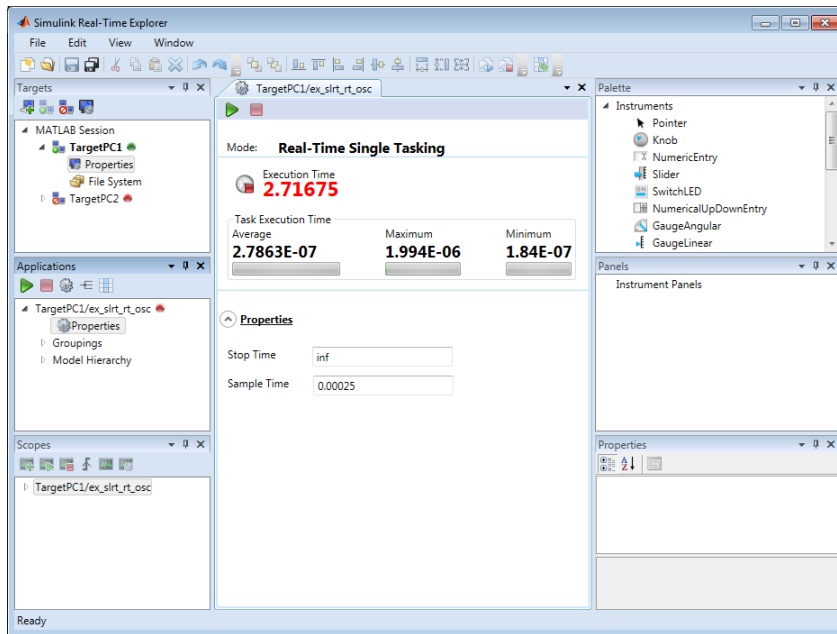 Simulink Real-Time Explorer
File Edit View Window
Targets
MATLAB Session
TargetPC1
Properties
File System
TargetPC2
Applications
TargetPC1/ex_slrt_rt_osc
Properties
Groupings
Model Hierarchy
Scopes
TargetPC1/ex_slrt_rt_osc
TargetPC1/ex_slrt_rt_osc
Mode: Real-Time Single Tasking
Execution Time
2.71675
Task Execution Time
Average Maximum Minimum
2.7863E-07 1.994E-06 1.84E-07
Properties
Stop Time inf
Sample Time 0.00025
Palette
Instruments
Pointer
Knob
NumericEntry
Slider
SwitchLED
NumericalUpDownEntry
GaugeAngular
GaugeLinear
Panels
Instrument Panels
Properties
Ready